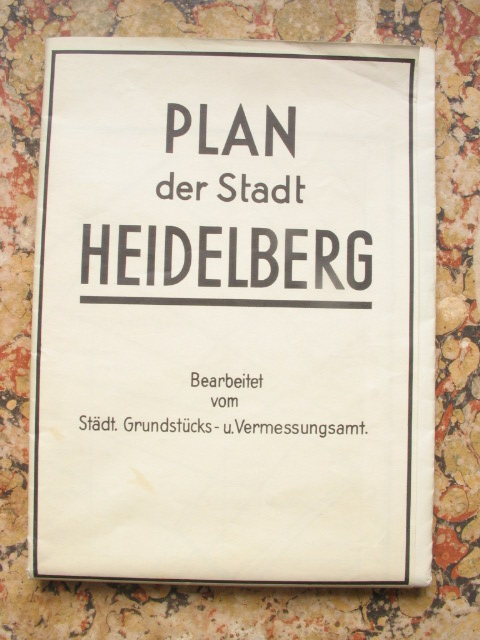 PLAN
der Stadt
HEIDELBERG
Bearbeitet
vom
Städt. Grundstücks- u. Vermessungsamt.